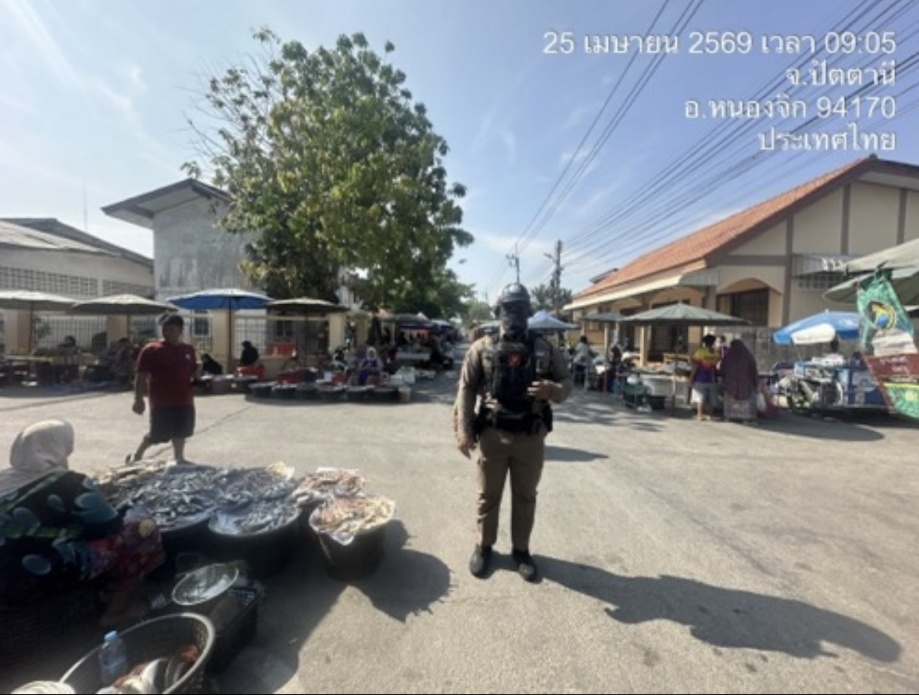 25 เมษายน 2569 เวลา 09:05
จ.ปัตตานี
อ.หนองจิก 94170
ประเทศไทย